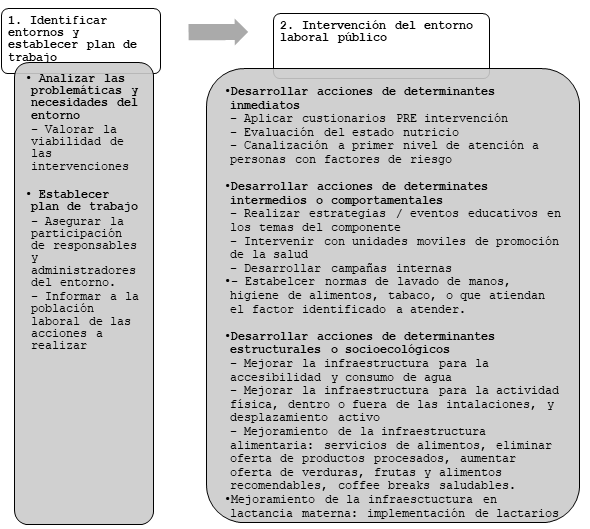 1. Identificar
entornos y
establecer plan de
trabajo
• Analizar las
problemáticas y
necesidades del
entorno
- Valorar la
viabilidad de
las
intervenciones
• Establecer
plan de trabajo
- Asegurar la
participación
de responsables
y
administradores
del entorno.
- Informar a la
población
laboral de las
acciones a
realizar
2. Intervención del entorno
laboral público
•Desarrollar acciones de determinantes
inmediatos
- Aplicar custionarios PRE intervención
- Evaluación del estado nutricio
- Canalización a primer nivel de atención a
personas con factores de riesgo
•Desarrollar acciones de determinates
intermedios o comportamentales
- Realizar estrategias / eventos educativos en
los temas del componente
- Intervenir con unidades moviles de promoción
de la salud
- Desarrollar campañas internas
•- Estabelcer normas de lavado de manos,
higiene de alimentos, tabaco, o que atiendan
el factor identificado a atender.
•Desarrollar acciones de determinantes
estructurales o socioecológicos
- Mejorar la infraestructura para la
accesibilidad y consumo de agua
- Mejorar la infraestructura para la actividad
física, dentro o fuera de las intalaciones, y
desplazamiento activo
- Mejoramiento de la infraestructura
alimentaria: servicios de alimentos, eliminar
oferta de productos procesados, aumentar
oferta de verduras, frutas y alimentos
recomendables, coffee breaks saludables.
•Mejoramiento de la infraesctuctura en
lactancia materna: implementación de lactarios